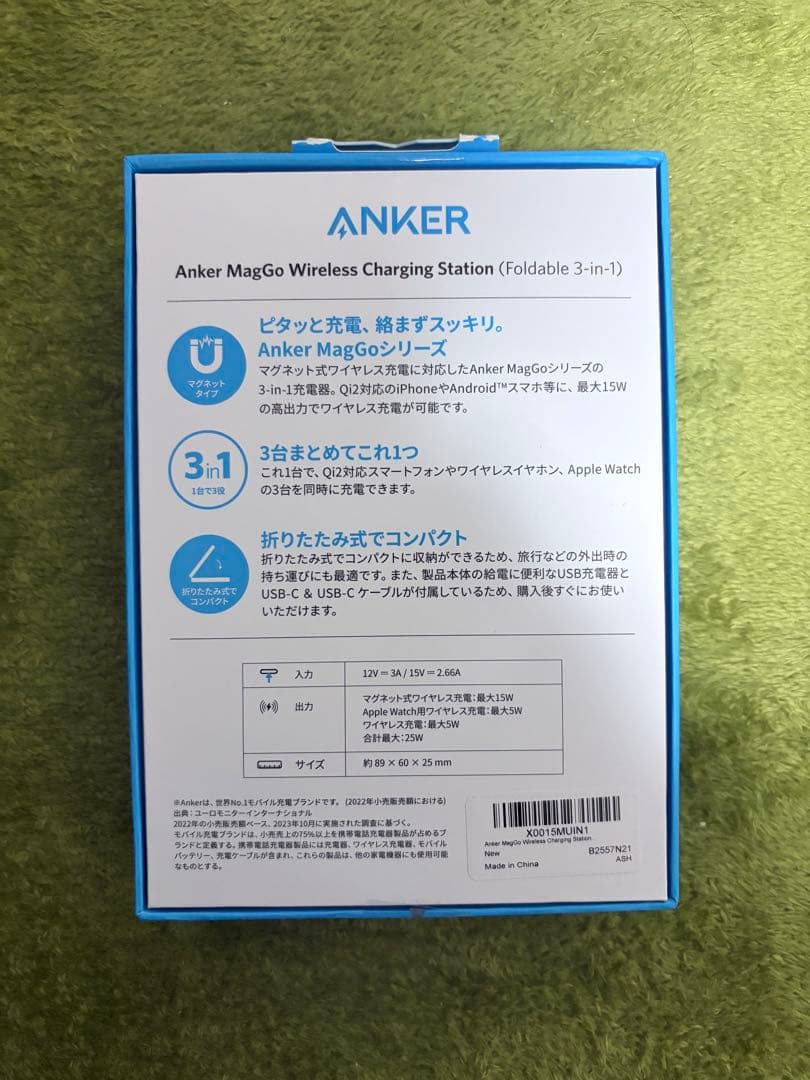 ANKER
Anker MagGo Wireless Charging Station (Foldable 3-in-1)
マグネット
タイプ
ピタッと充電、絡まずスッキリ。
Anker MagGoシリーズ
マグネット式ワイヤレス充電に対応したAnker MagGoシリーズの
3-in-1充電器。Qi2対応のiPhoneやAndroid™スマホ等に、最大15W
の高出力でワイヤレス充電が可能です。
3in1
1台で3役
3台まとめてこれ1つ
これ1台で、Qi2対応スマートフォンやワイヤレスイヤホン、Apple Watch
の3台を同時に充電できます。
折りたたみ式で
コンパクト
折りたたみ式でコンパクト
折りたたみ式でコンパクトに収納ができるため、旅行などの外出時の
持ち運びにも最適です。また、製品本体の給電に便利なUSB充電器と
USB-C & USB-C ケーブルが付属しているため、購入後すぐにお使い
いただけます。
入力 12V＝3A / 15V＝2.66A
出力 マグネット式ワイヤレス充電：最大15W
Apple Watch用ワイヤレス充電：最大5W
ワイヤレス充電：最大5W
合計最大：25W
サイズ 約 89 × 60 × 25 mm
※Ankerは、世界No.1モバイル充電ブランドです。（2022年小売販売額における）
出典：ユーロモニターインターナショナル
2022年の小売販売額ベース、2023年10月に実施された調査に基づく。
モバイル充電ブランドは、小売売上の75%以上を携帯電話充電器製品が占めるブラ
ンドと定義する。携帯電話充電器製品には充電器、ワイヤレス充電器、モバイル
バッテリー、充電ケーブルが含まれ、これらの製品は、他の家電機器にも使用可能
なものとする。
X0015MUIN1
Anker MagGo Wireless Charging Station...
New
B2557N21
Made in China
ASH